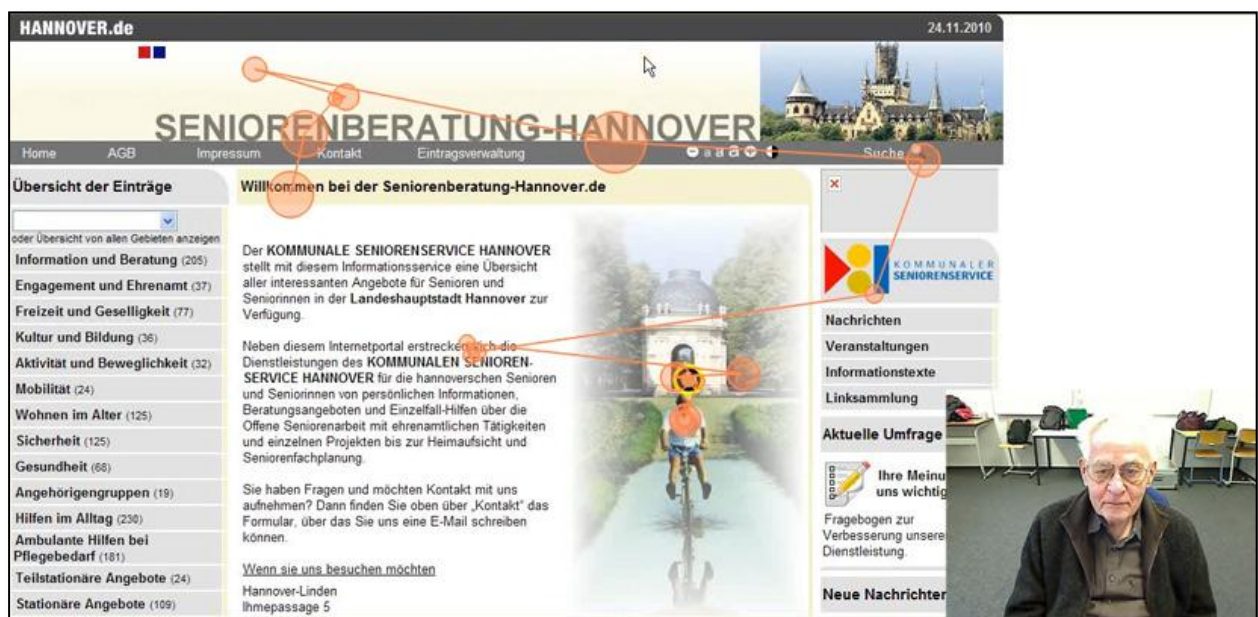 HANNOVER.de
24.11.2010
SENIORENBERATUNG-HANNOVER
Home AGB Impressum Kontakt Eintragsverwaltung a a a Suche
Übersicht der Einträge
oder Übersicht von allen Gebieten anzeigen
Information und Beratung (205)
Engagement und Ehrenamt (37)
Freizeit und Geselligkeit (77)
Kultur und Bildung (36)
Aktivität und Beweglichkeit (32)
Mobilität (24)
Wohnen im Alter (125)
Sicherheit (125)
Gesundheit (68)
Angehörigengruppen (19)
Hilfen im Alltag (230)
Ambulante Hilfen bei
Pflegebedarf (181)
Teilstationäre Angebote (24)
Stationäre Angebote (109)
Willkommen bei der Seniorenberatung-Hannover.de
Der KOMMUNALE SENIORENSERVICE HANNOVER
stellt mit diesem Informationsservice eine Übersicht
aller interessanten Angebote für Senioren und
Seniorinnen in der Landeshauptstadt Hannover zur
Verfügung.
Neben diesem Internetportal erstrecken sich die
Dienstleistungen des KOMMUNALEN SENIOREN-
SERVICE HANNOVER für die hannoverschen Senioren
und Seniorinnen von persönlichen Informationen,
Beratungsangeboten und Einzelfall-Hilfen über die
Offene Seniorenarbeit mit ehrenamtlichen Tätigkeiten
und einzelnen Projekten bis zur Heimaufsicht und
Seniorenfachplanung.
Sie haben Fragen und möchten Kontakt mit uns
aufnehmen? Dann finden Sie oben über „Kontakt" das
Formular, über das Sie uns eine E-Mail schreiben
können.
Wenn sie uns besuchen möchten
Hannover-Linden
Ihmepassage 5
KOMMUNALER
SENIORENSERVICE
Nachrichten
Veranstaltungen
Informationstexte
Linksammlung
Aktuelle Umfrage
Ihre Meinu
uns wichtig
Fragebogen zur
Verbesserung unsere
Dienstleistung.
Neue Nachrichter